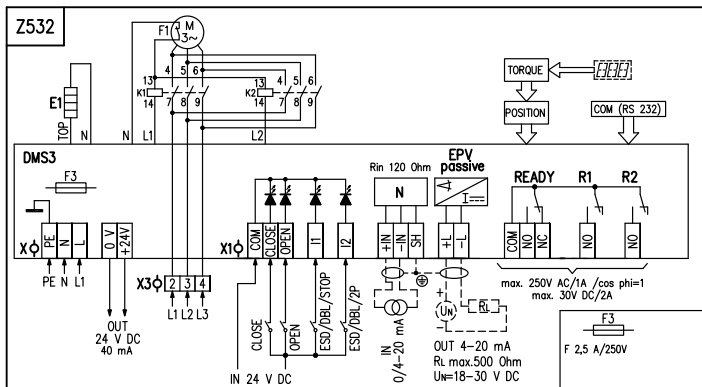 Z532
F1
M
3~
4 5 6
13
K1
14
7 8 9
13
K2
14
4 5 6
7 8 9
E1
TOP
N
N
L1
L2
TORQUE
POSITION
COM (RS 232)
DMS3
F3
Rin 120 Ohm
N
EPV
passive
READY R1 R2
X
PE
N
L
0 V
+24V
X1
COM
CLOSE
OPEN
I1
I2
+IN
-IN
SH
+L
-L
COM
NO
NC
NO
NO
PE N L1
OUT
24 V DC
40 mA
X3
2 3 4
L1 L2 L3
CLOSE
OPEN
ESD/DBL/STOP
ESD/DBL/2P
IN 24 V DC
IN
0/4-20 mA
+
UN
-
RL
OUT 4-20 mA
RL max.500 Ohm
UN=18-30 V DC
max. 250V AC/1A /cos phi=1
max. 30V DC/2A
F3
F 2,5 A/250V